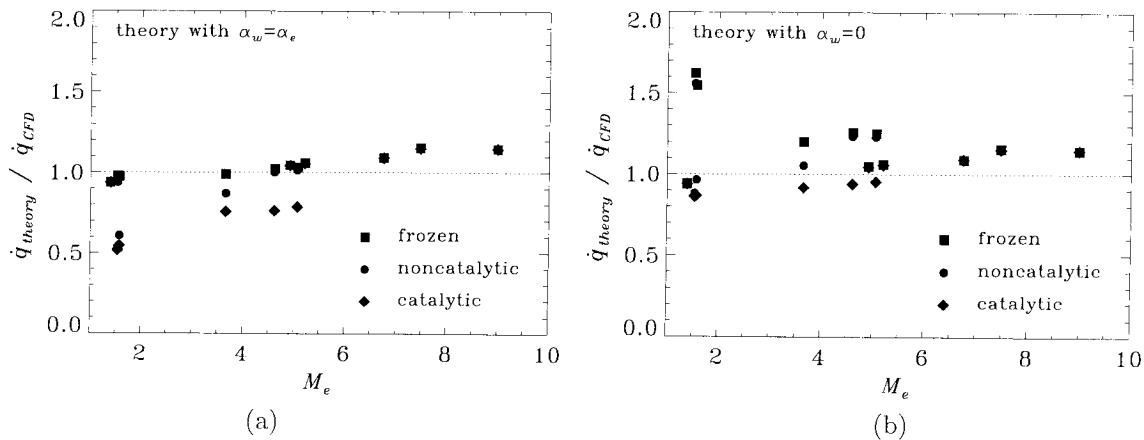 theory with α_w=α_e
2.0
1.5
1.0
0.5
0.0
q̇_theory / q̇_CFD
frozen
noncatalytic
catalytic
2 4 6 8 10
M_e
(a)
theory with α_w=0
2.0
1.5
1.0
0.5
0.0
q̇_theory / q̇_CFD
frozen
noncatalytic
catalytic
2 4 6 8 10
M_e
(b)